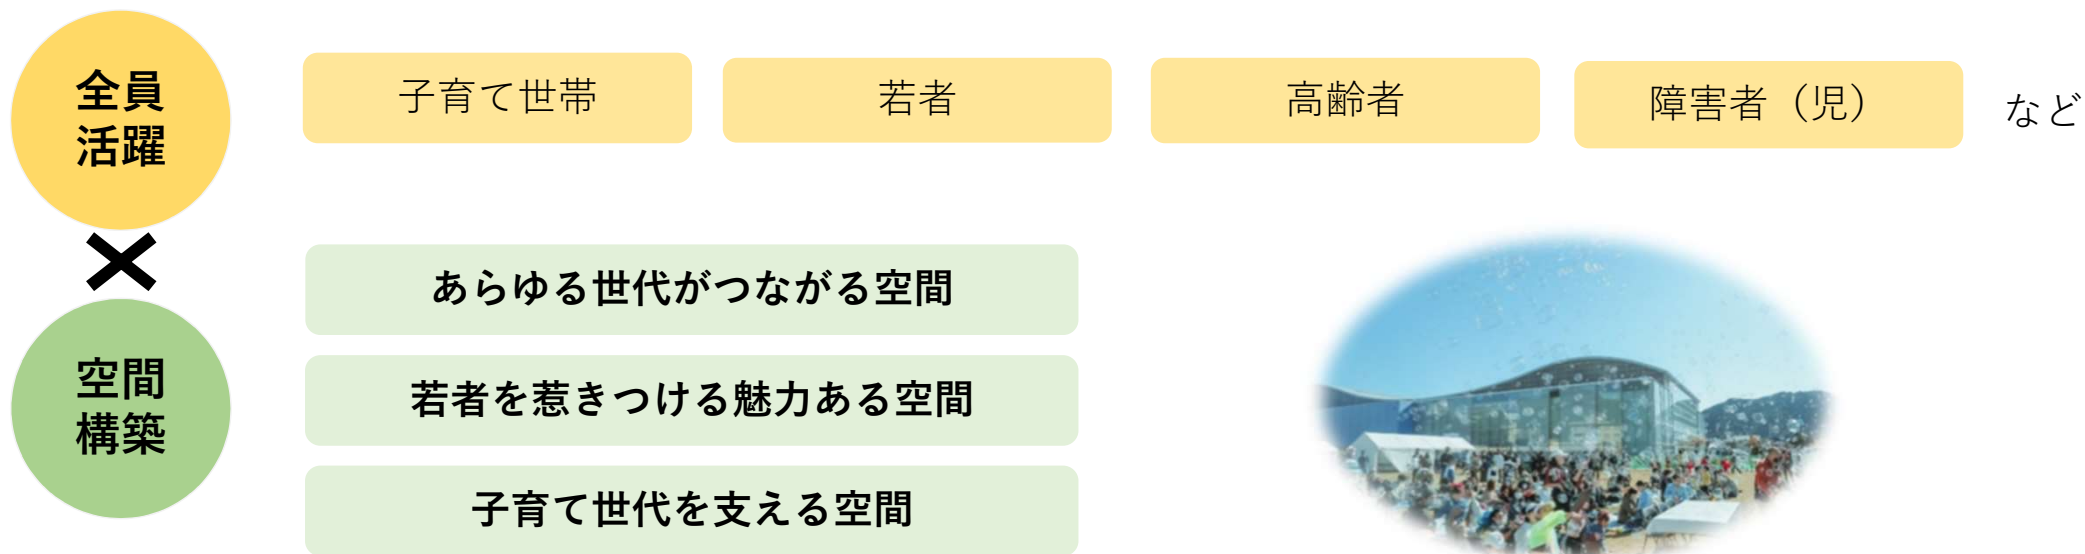 全員
活躍
子育て世帯
若者
高齢者
障害者（児）
など
空間
構築
あらゆる世代がつながる空間
若者を惹きつける魅力ある空間
子育て世代を支える空間